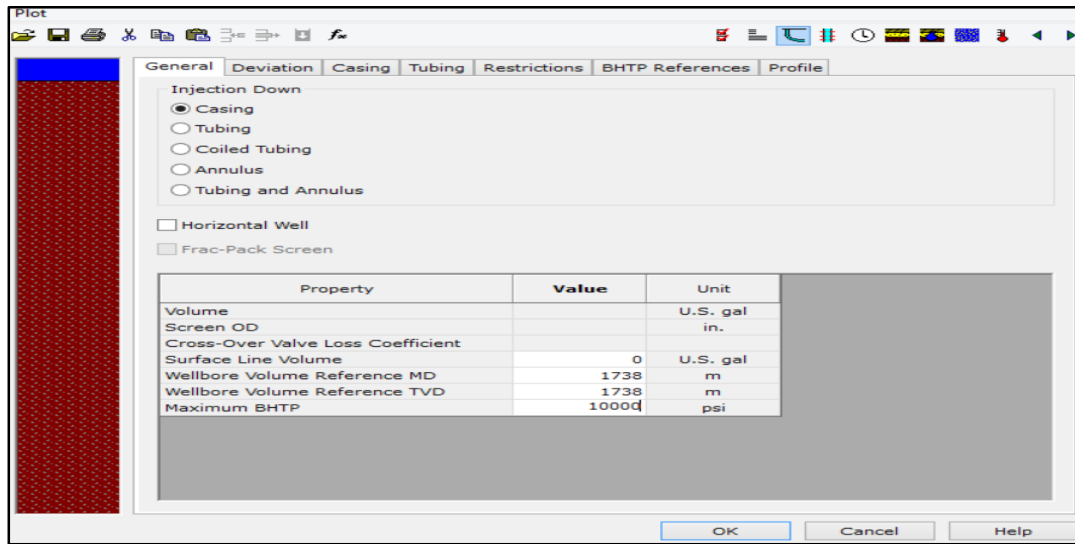 Plot
General Deviation Casing Tubing Restrictions BHTP References Profile
Injection Down
Casing
Tubing
Coiled Tubing
Annulus
Tubing and Annulus
Horizontal Well
Frac-Pack Screen
Property Value Unit
Volume U.S. gal
Screen OD in.
Cross-Over Valve Loss Coefficient
Surface Line Volume 0 U.S. gal
Wellbore Volume Reference MD 1738 m
Wellbore Volume Reference TVD 1738 m
Maximum BHTP 10000 psi
OK Cancel Help